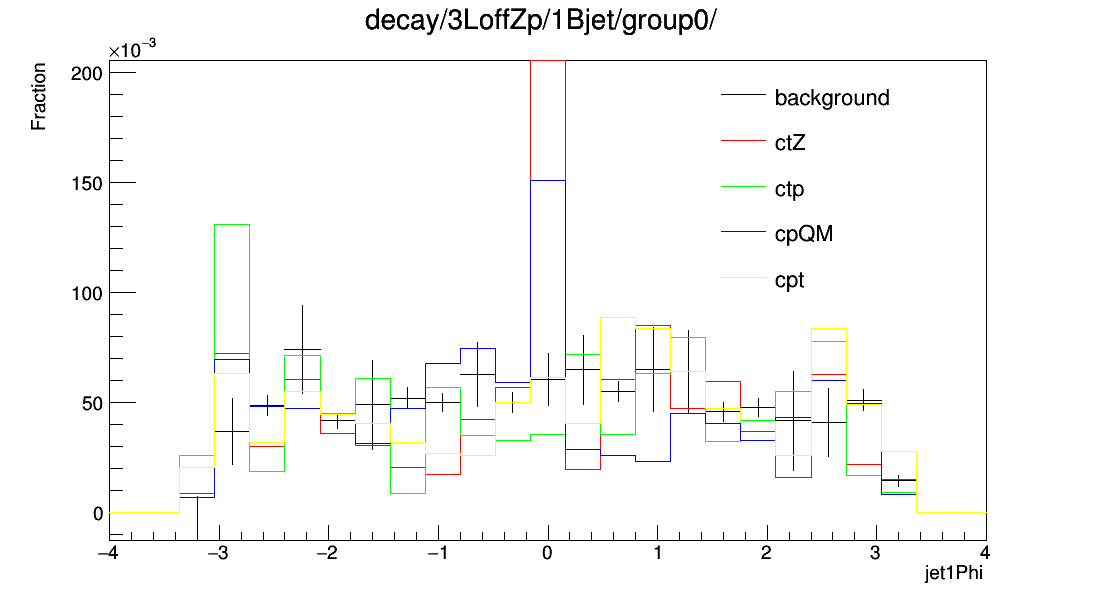 decay/3LoffZp/1Bjet/group0/
×10⁻³
Fraction
200
150
100
50
0
background
ctZ
ctp
cpQM
cpt
−4 −3 −2 −1 0 1 2 3 4
jet1Phi